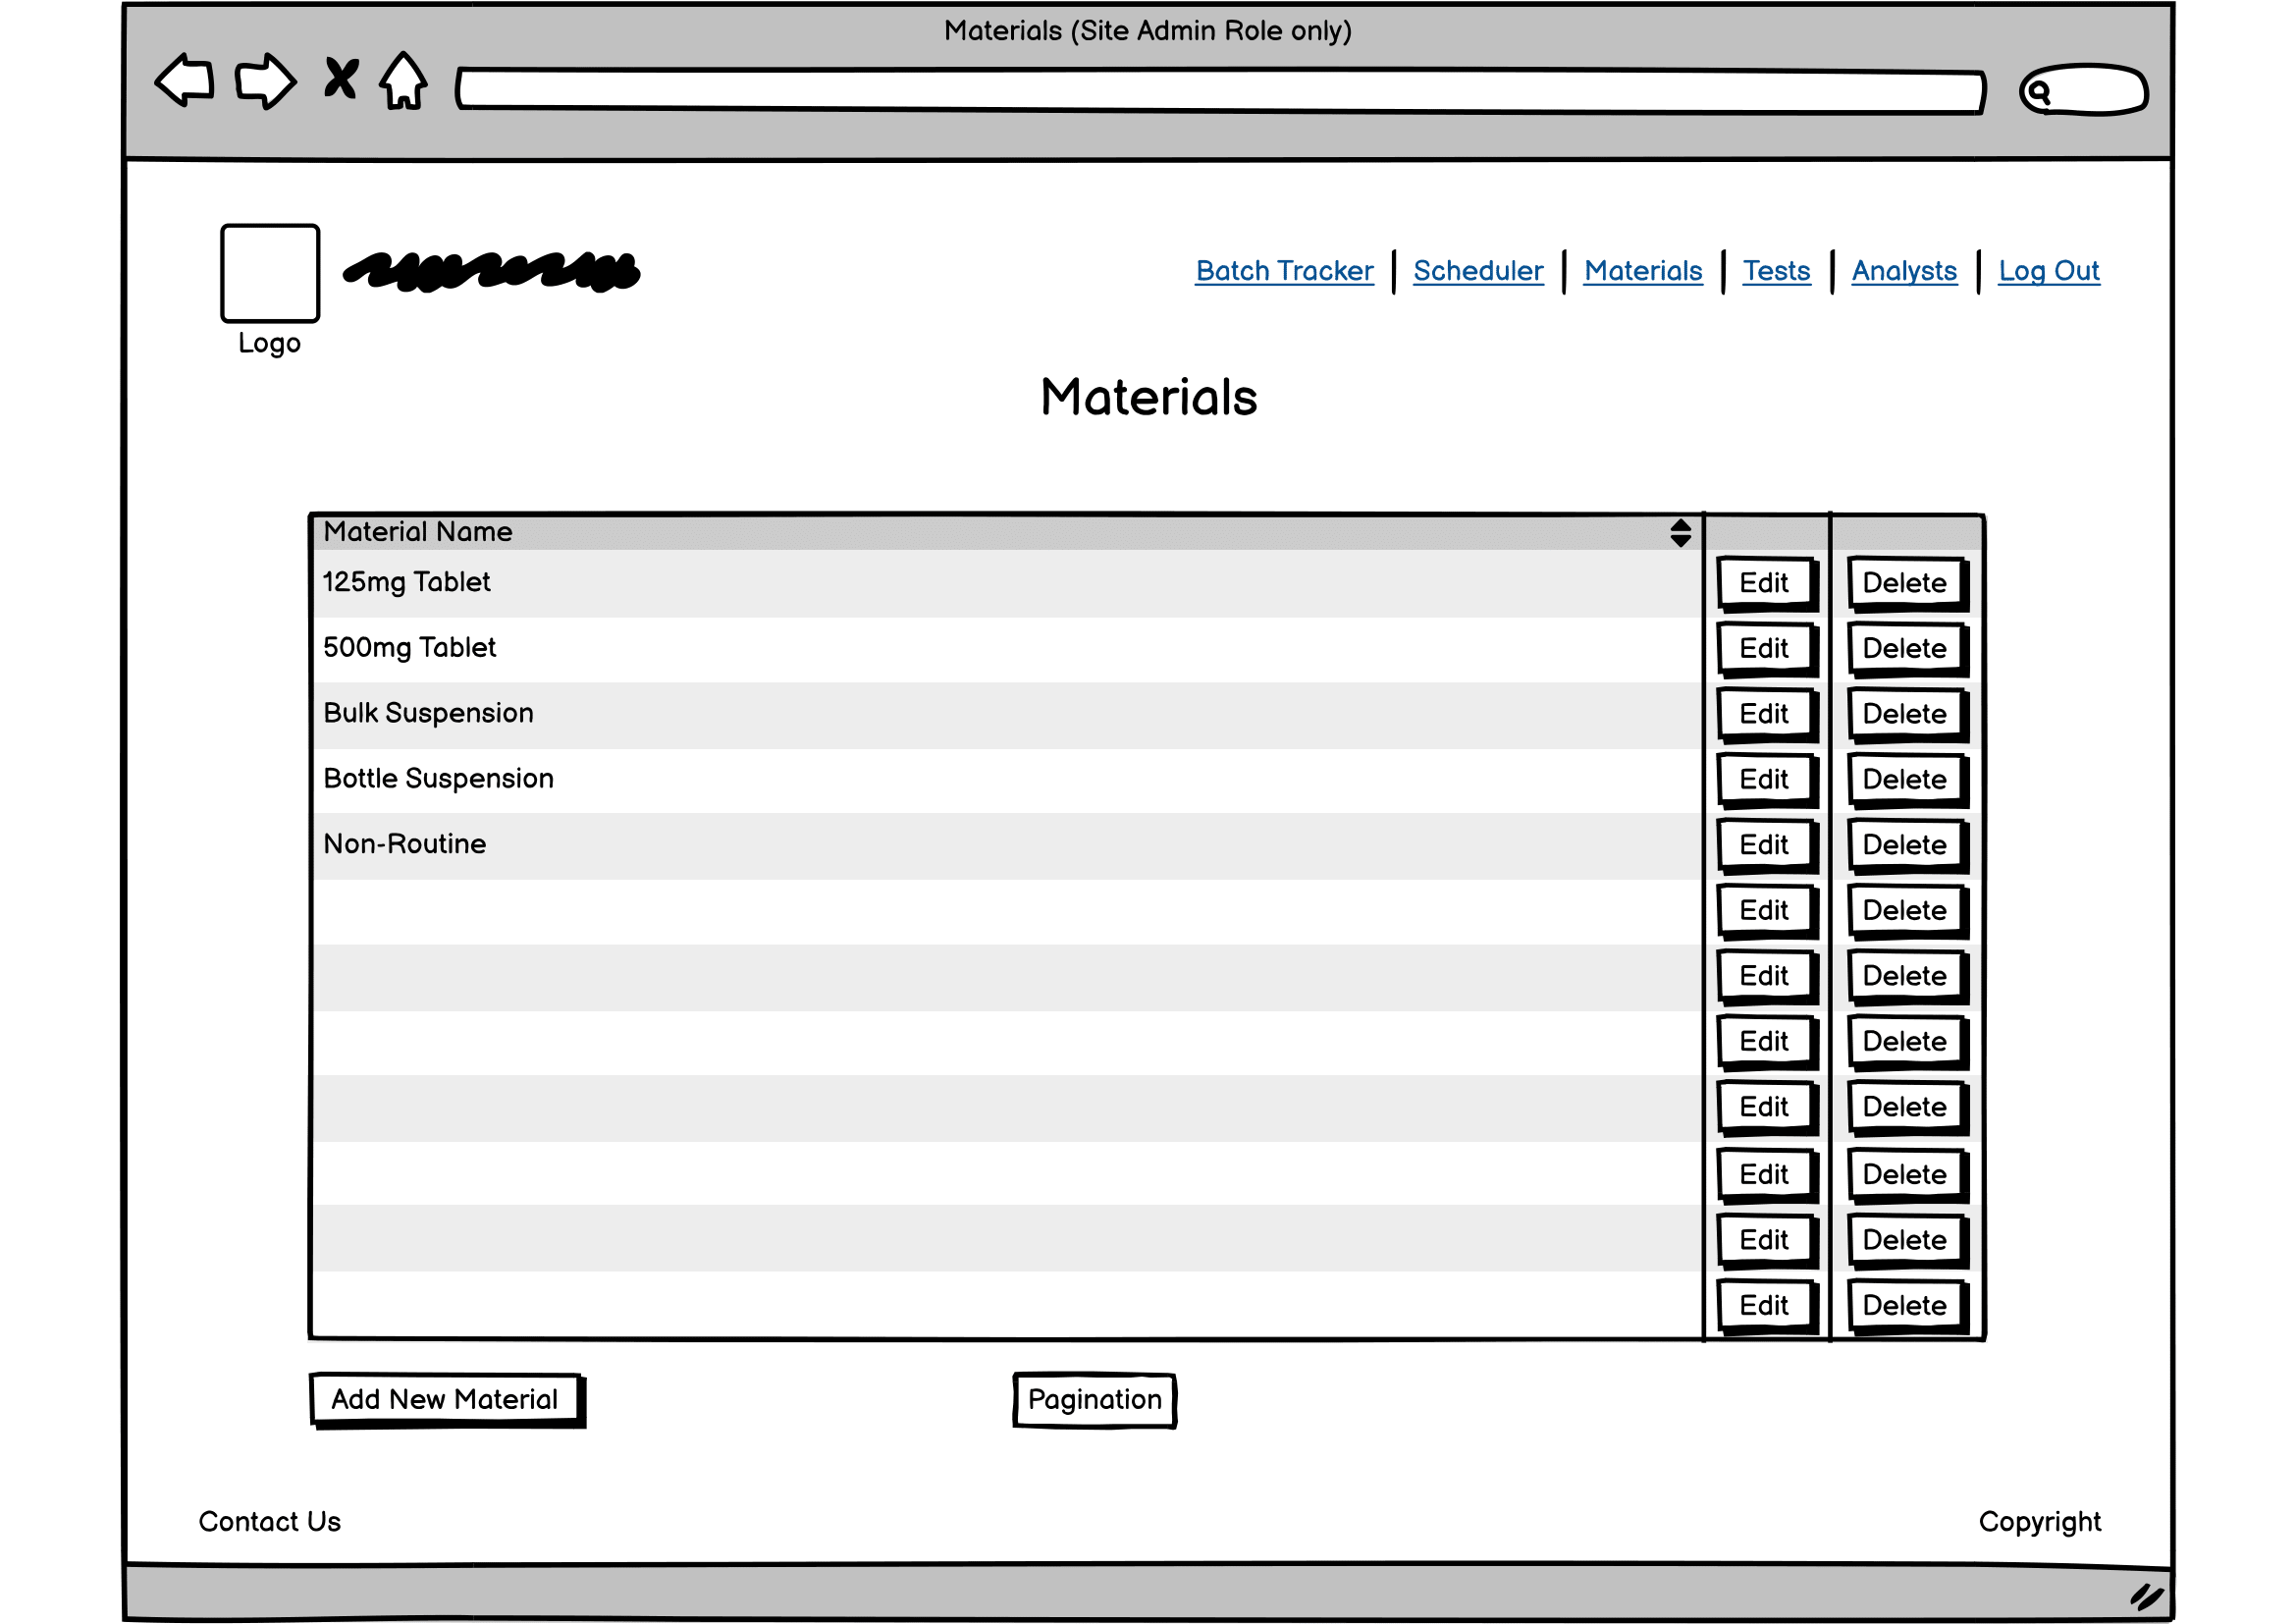 Materials (Site Admin Role only)
Batch Tracker Scheduler Materials Tests Analysts Log Out
Logo
Materials
Material Name
125mg Tablet Edit Delete
500mg Tablet Edit Delete
Bulk Suspension Edit Delete
Bottle Suspension Edit Delete
Non-Routine Edit Delete
Edit Delete
Edit Delete
Edit Delete
Edit Delete
Edit Delete
Edit Delete
Edit Delete
Add New Material Pagination
Contact Us Copyright